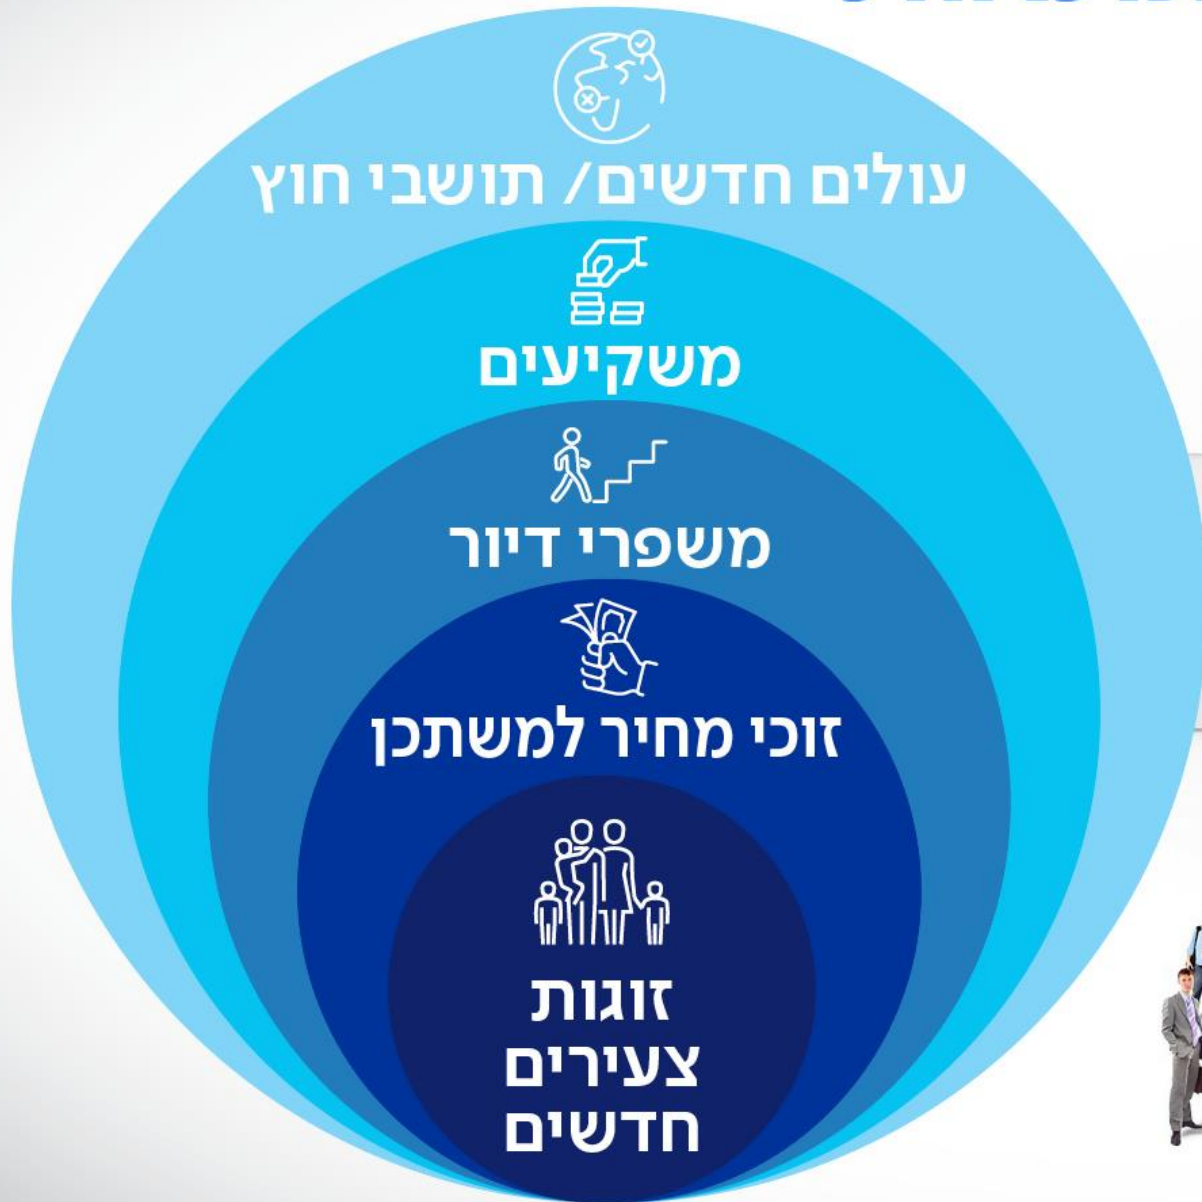 עולים חדשים/ תושבי חוץ
משקיעים
משפרי דיור
זוכי מחיר למשתכן
זוגות
צעירים
חדשים